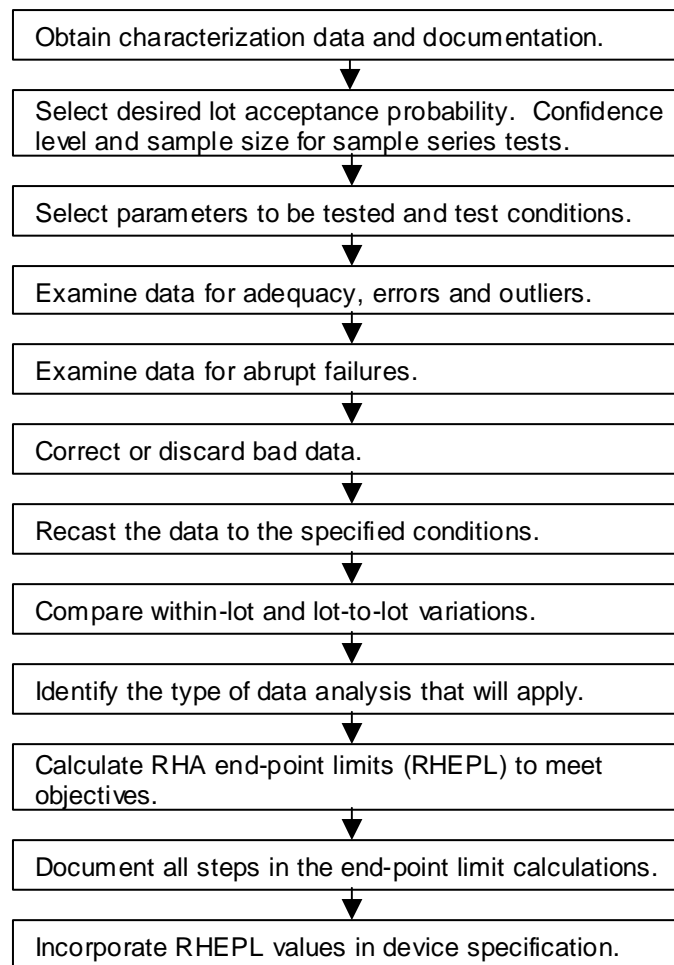 Obtain characterization data and documentation.
Select desired lot acceptance probability.  Confidence
level and sample size for sample series tests.
Select parameters to be tested and test conditions.
Examine data for adequacy, errors and outliers.
Examine data for abrupt failures.
Correct or discard bad data.
Recast the data to the specified conditions.
Compare within-lot and lot-to-lot variations.
Identify the type of data analysis that will apply.
Calculate RHA end-point limits (RHEPL) to meet
objectives.
Document all steps in the end-point limit calculations.
Incorporate RHEPL values in device specification.